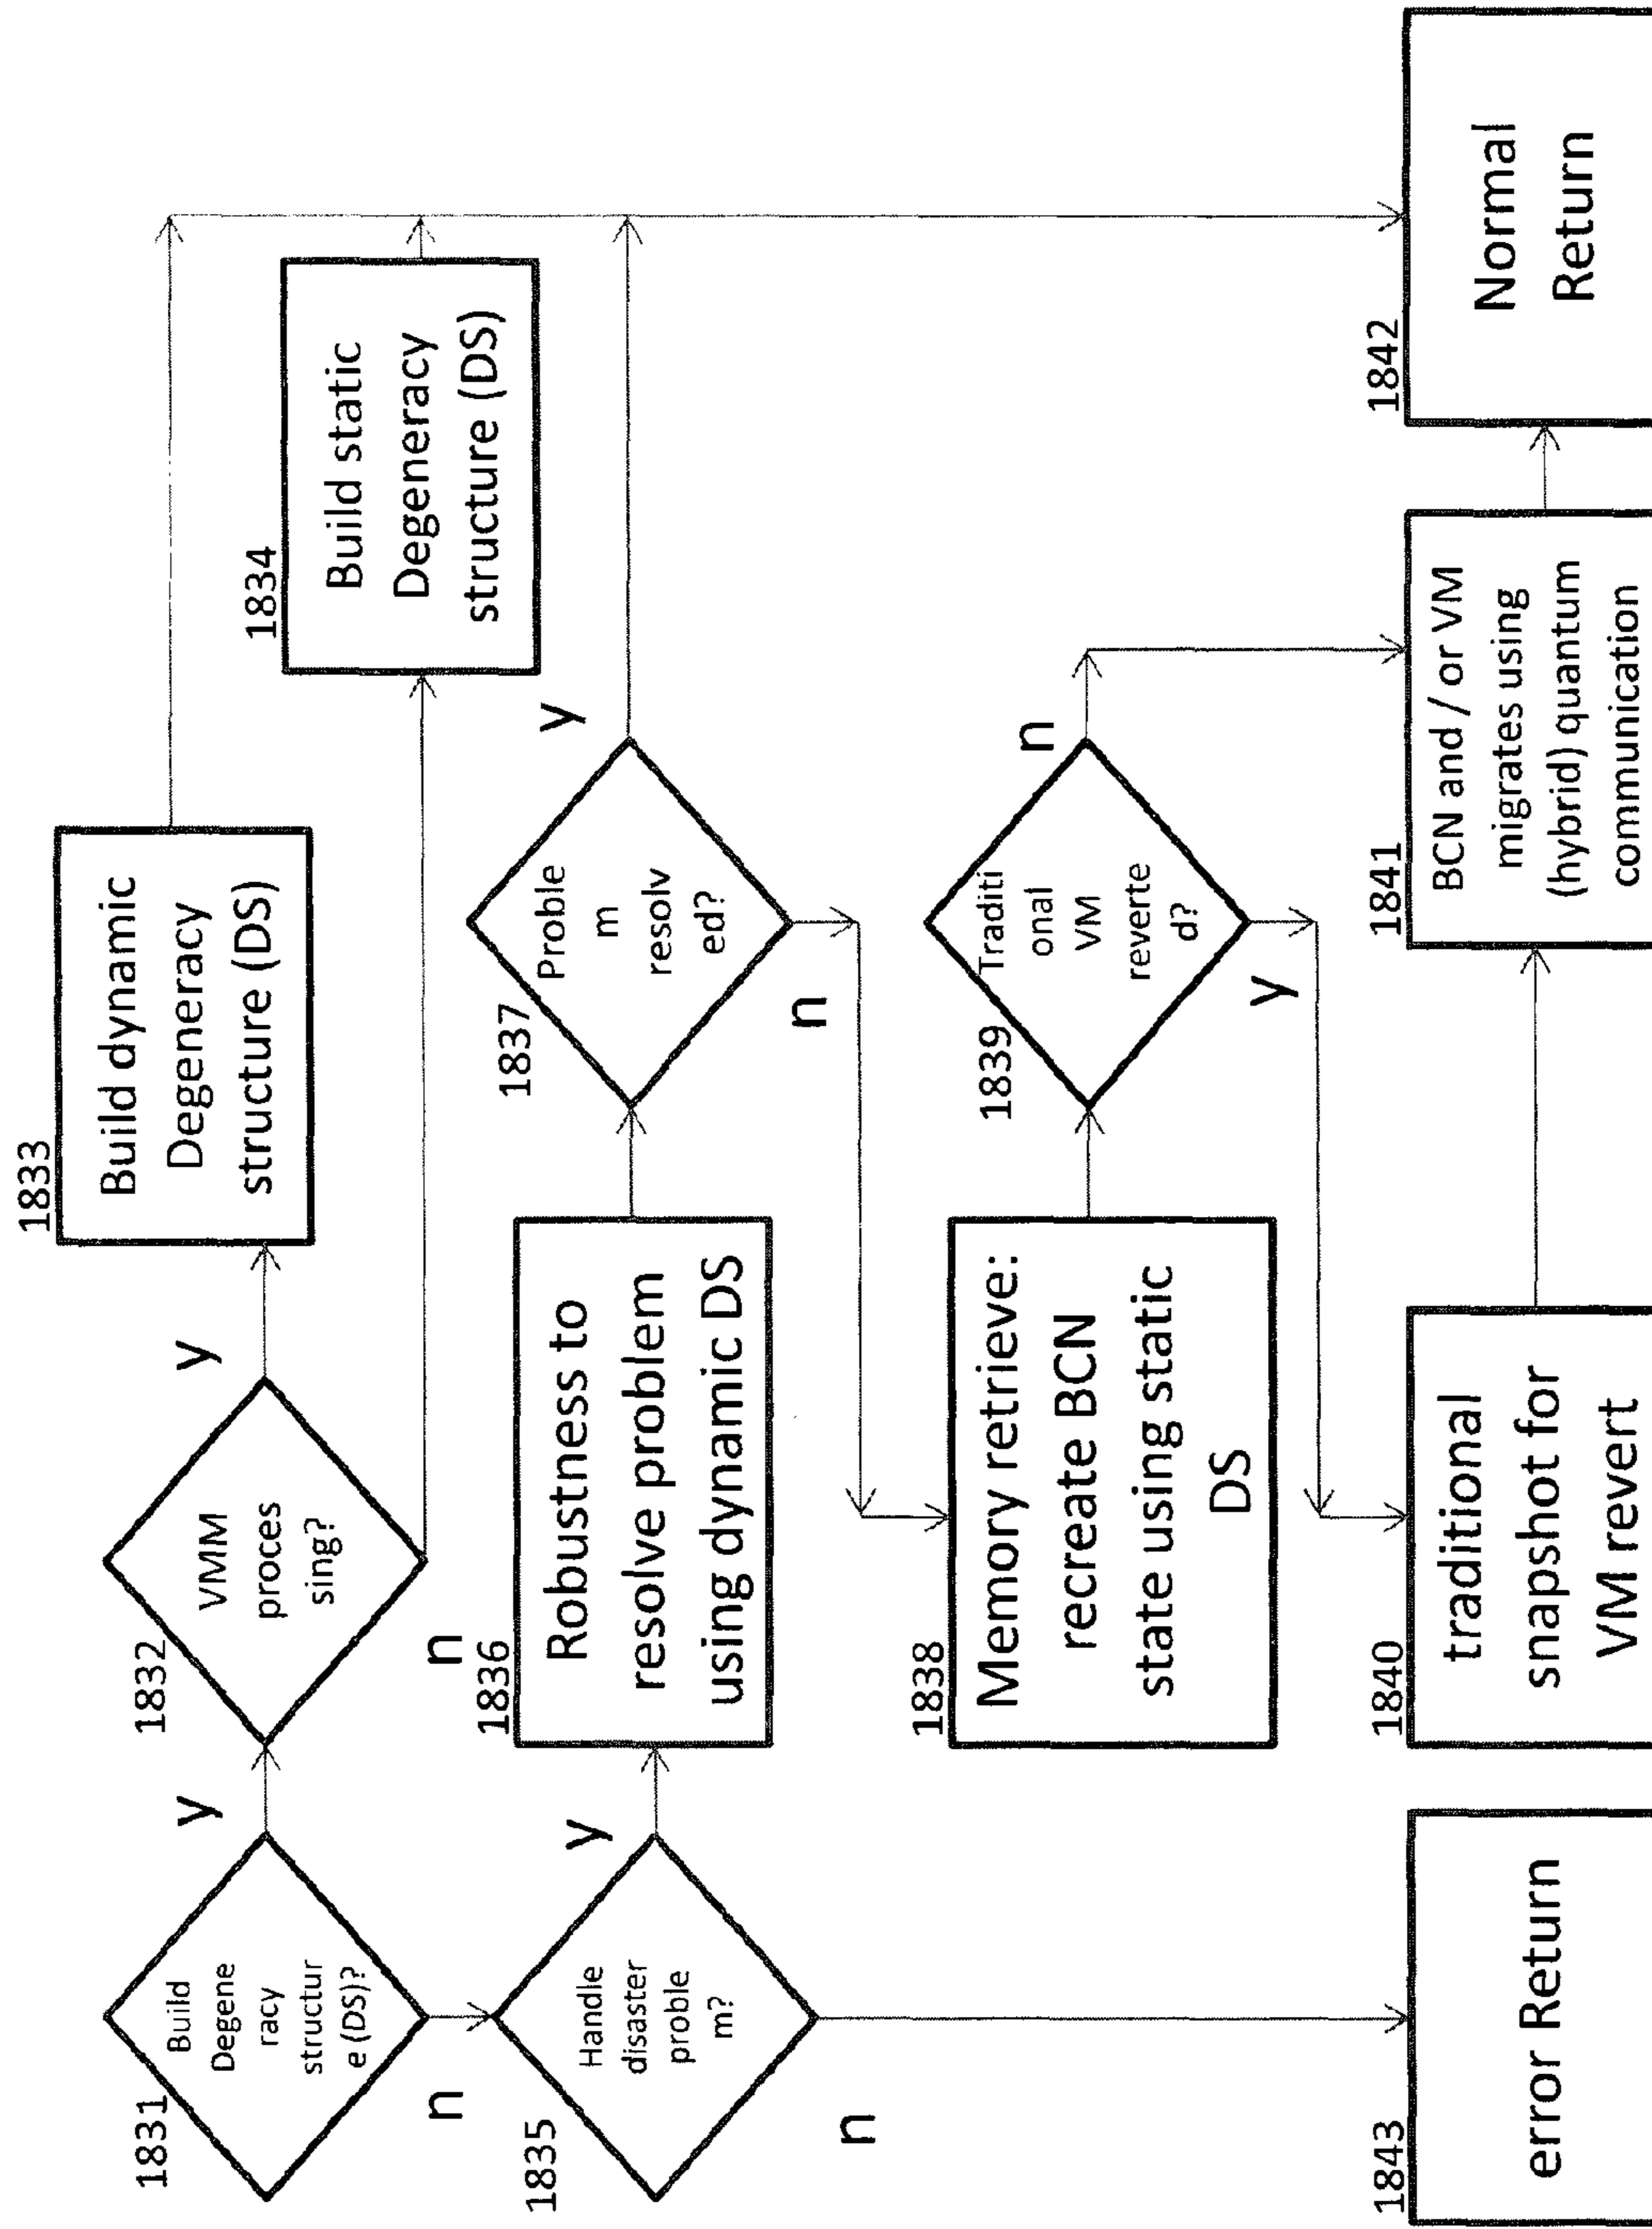 1831
Build
Degene
racy
structur
e (DS)?
y
n
1832
VMM
proces
sing?
y
n
1833
Build dynamic
Degeneracy
structure (DS)
1834
Build static
Degeneracy
structure (DS)
1835
Handle
disaster
proble
m?
y
n
1836
Robustness to
resolve problem
using dynamic DS
1837
Proble
m
resolv
ed?
y
n
1838
Memory retrieve:
recreate BCN
state using static
DS
1839
Traditi
onal
VM
reverte
d?
n
y
1843
error Return
1840
traditional
snapshot for
VM revert
1841
BCN and / or VM
migrates using
(hybrid) quantum
communication
1842
Normal
Return